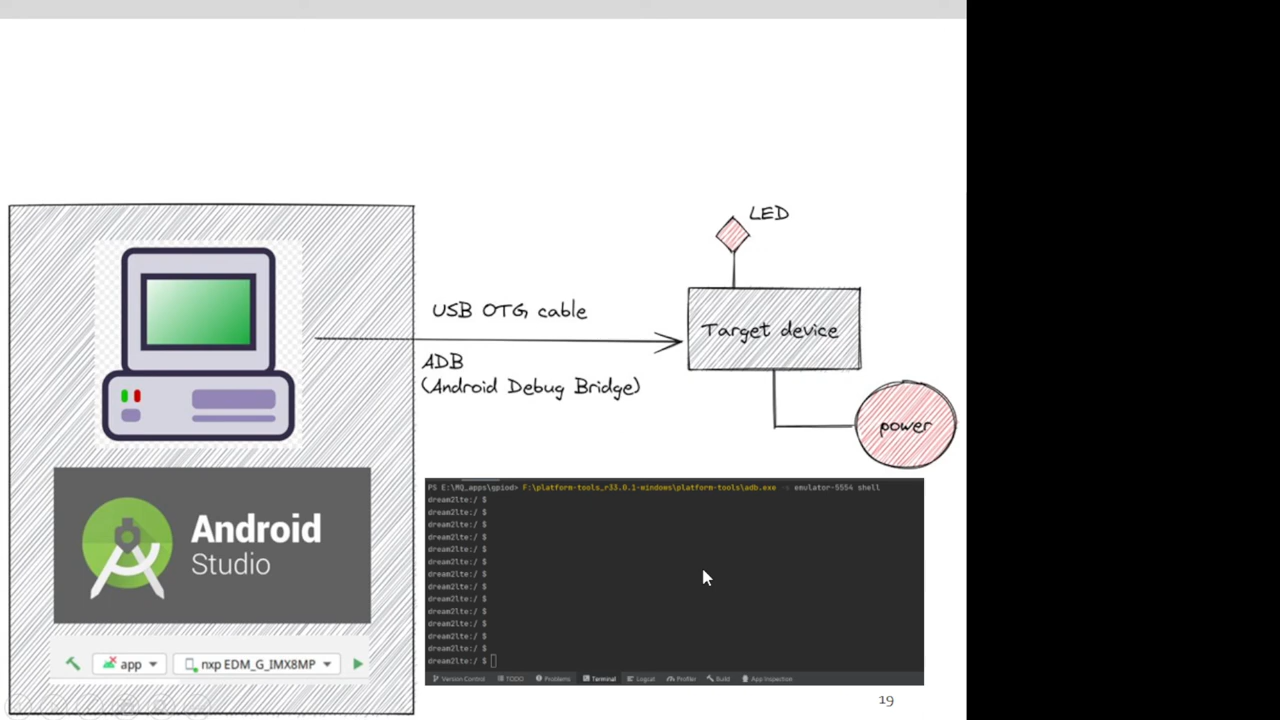 LED
USB OTG cable
Target device
ADB
(Android Debug Bridge)
power
Android
Studio
app
nxp EDM_G_IMX8MP
PS E:\MQ_apps\gpiod> F:\platform-tools_r33.0.1-windows\platform-tools\adb.exe -s emulator-5554 shell
dream2lte:/ $
dream2lte:/ $
dream2lte:/ $
dream2lte:/ $
dream2lte:/ $
dream2lte:/ $
dream2lte:/ $
dream2lte:/ $
dream2lte:/ $
dream2lte:/ $
dream2lte:/ $
dream2lte:/ $
dream2lte:/ $
dream2lte:/ $
Version Control TODO Problems Terminal Logcat Profiler Build App Inspection
19